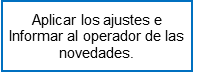 Aplicar los ajustes e
Informar al operador de las
novedades.